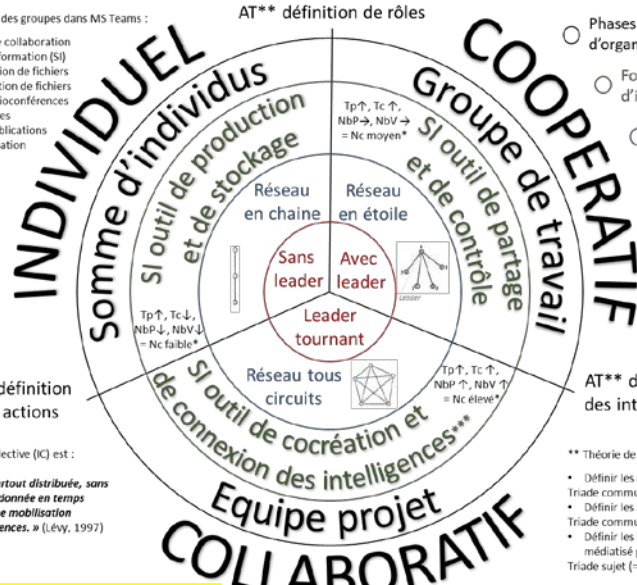 des groupes dans MS Teams :
collaboration
formation (SI)
ion de fichiers
tion de fichiers
ioconférences
es
blications
ation
AT** définition de rôles
Phases
d'organ
Fo
d'i
INDIVIDUEL
COOPERATIF
COLLABORATIF
Somme d'individus
Groupe de travail
Equipe projet
SI outil de production
et de stockage
SI outil de partage
et de contrôle
SI outil de cocréation et
de connexion des intelligences***
Tp↑, Tc ↑,
NbP→, NbV →
= Nc moyen*
Réseau
en chaine
Réseau
en étoile
Sans
leader
Avec
leader
Leader
Leader
tournant
Tp↑, Tc↓,
NbP↓, NbV↓
= Nc faible*
Réseau tous
circuits
Tp↑, Tc ↑,
NbP ↑, NbV ↑
= Nc élevé*
définition
actions
AT** d
des int
lective (IC) est :
rtout distribuée, sans
donnée en temps
e mobilisation
ences. » (Lévy, 1997)
** Théorie de
• Définir les
Triade commu
• Définir les
Triade commu
• Définir les
médiatisé p
Triade sujet (=